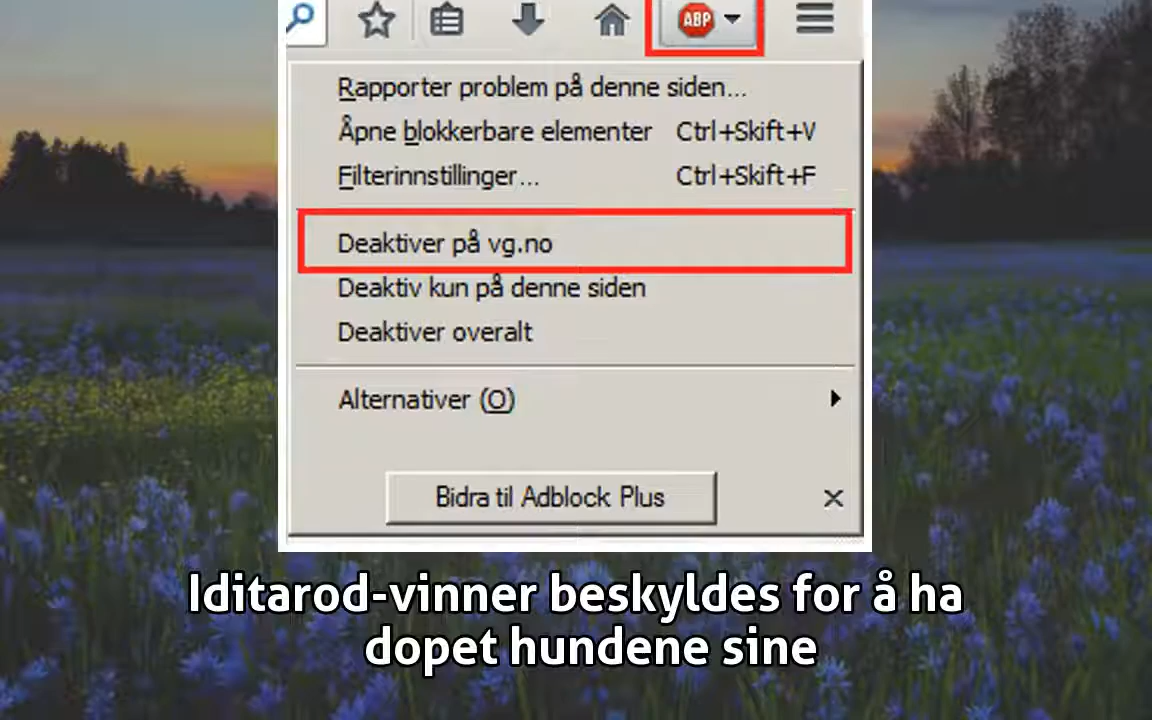 ABP
Rapporter problem på denne siden...
Åpne blokkerbare elementer Ctrl+Skift+V
Filterinnstillinger... Ctrl+Skift+F
Deaktiver på vg.no
Deaktiv kun på denne siden
Deaktiver overalt
Alternativer (O)
Bidra til Adblock Plus
Iditarod-vinner beskyldes for å ha
dopet hundene sine